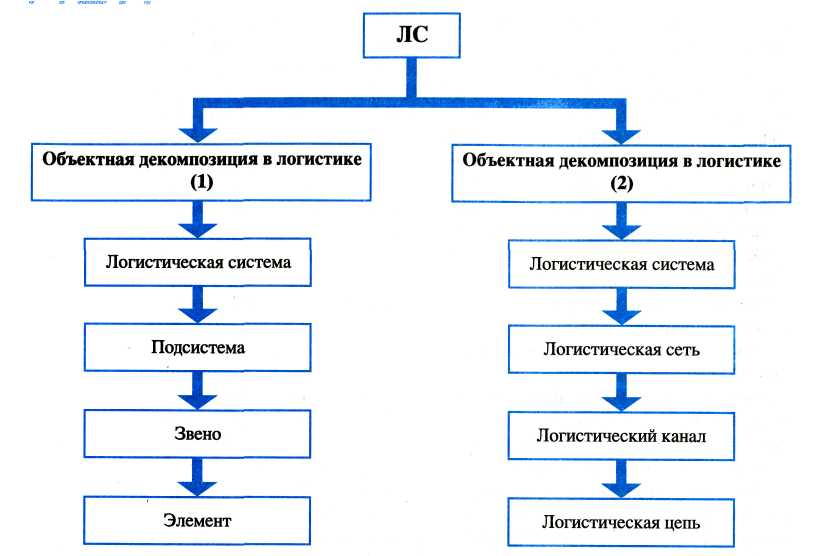 ЛС
Объектная декомпозиция в логистике
(1)
Логистическая система
Подсистема
Звено
Элемент
Объектная декомпозиция в логистике
(2)
Логистическая система
Логистическая сеть
Логистический канал
Логистическая цепь